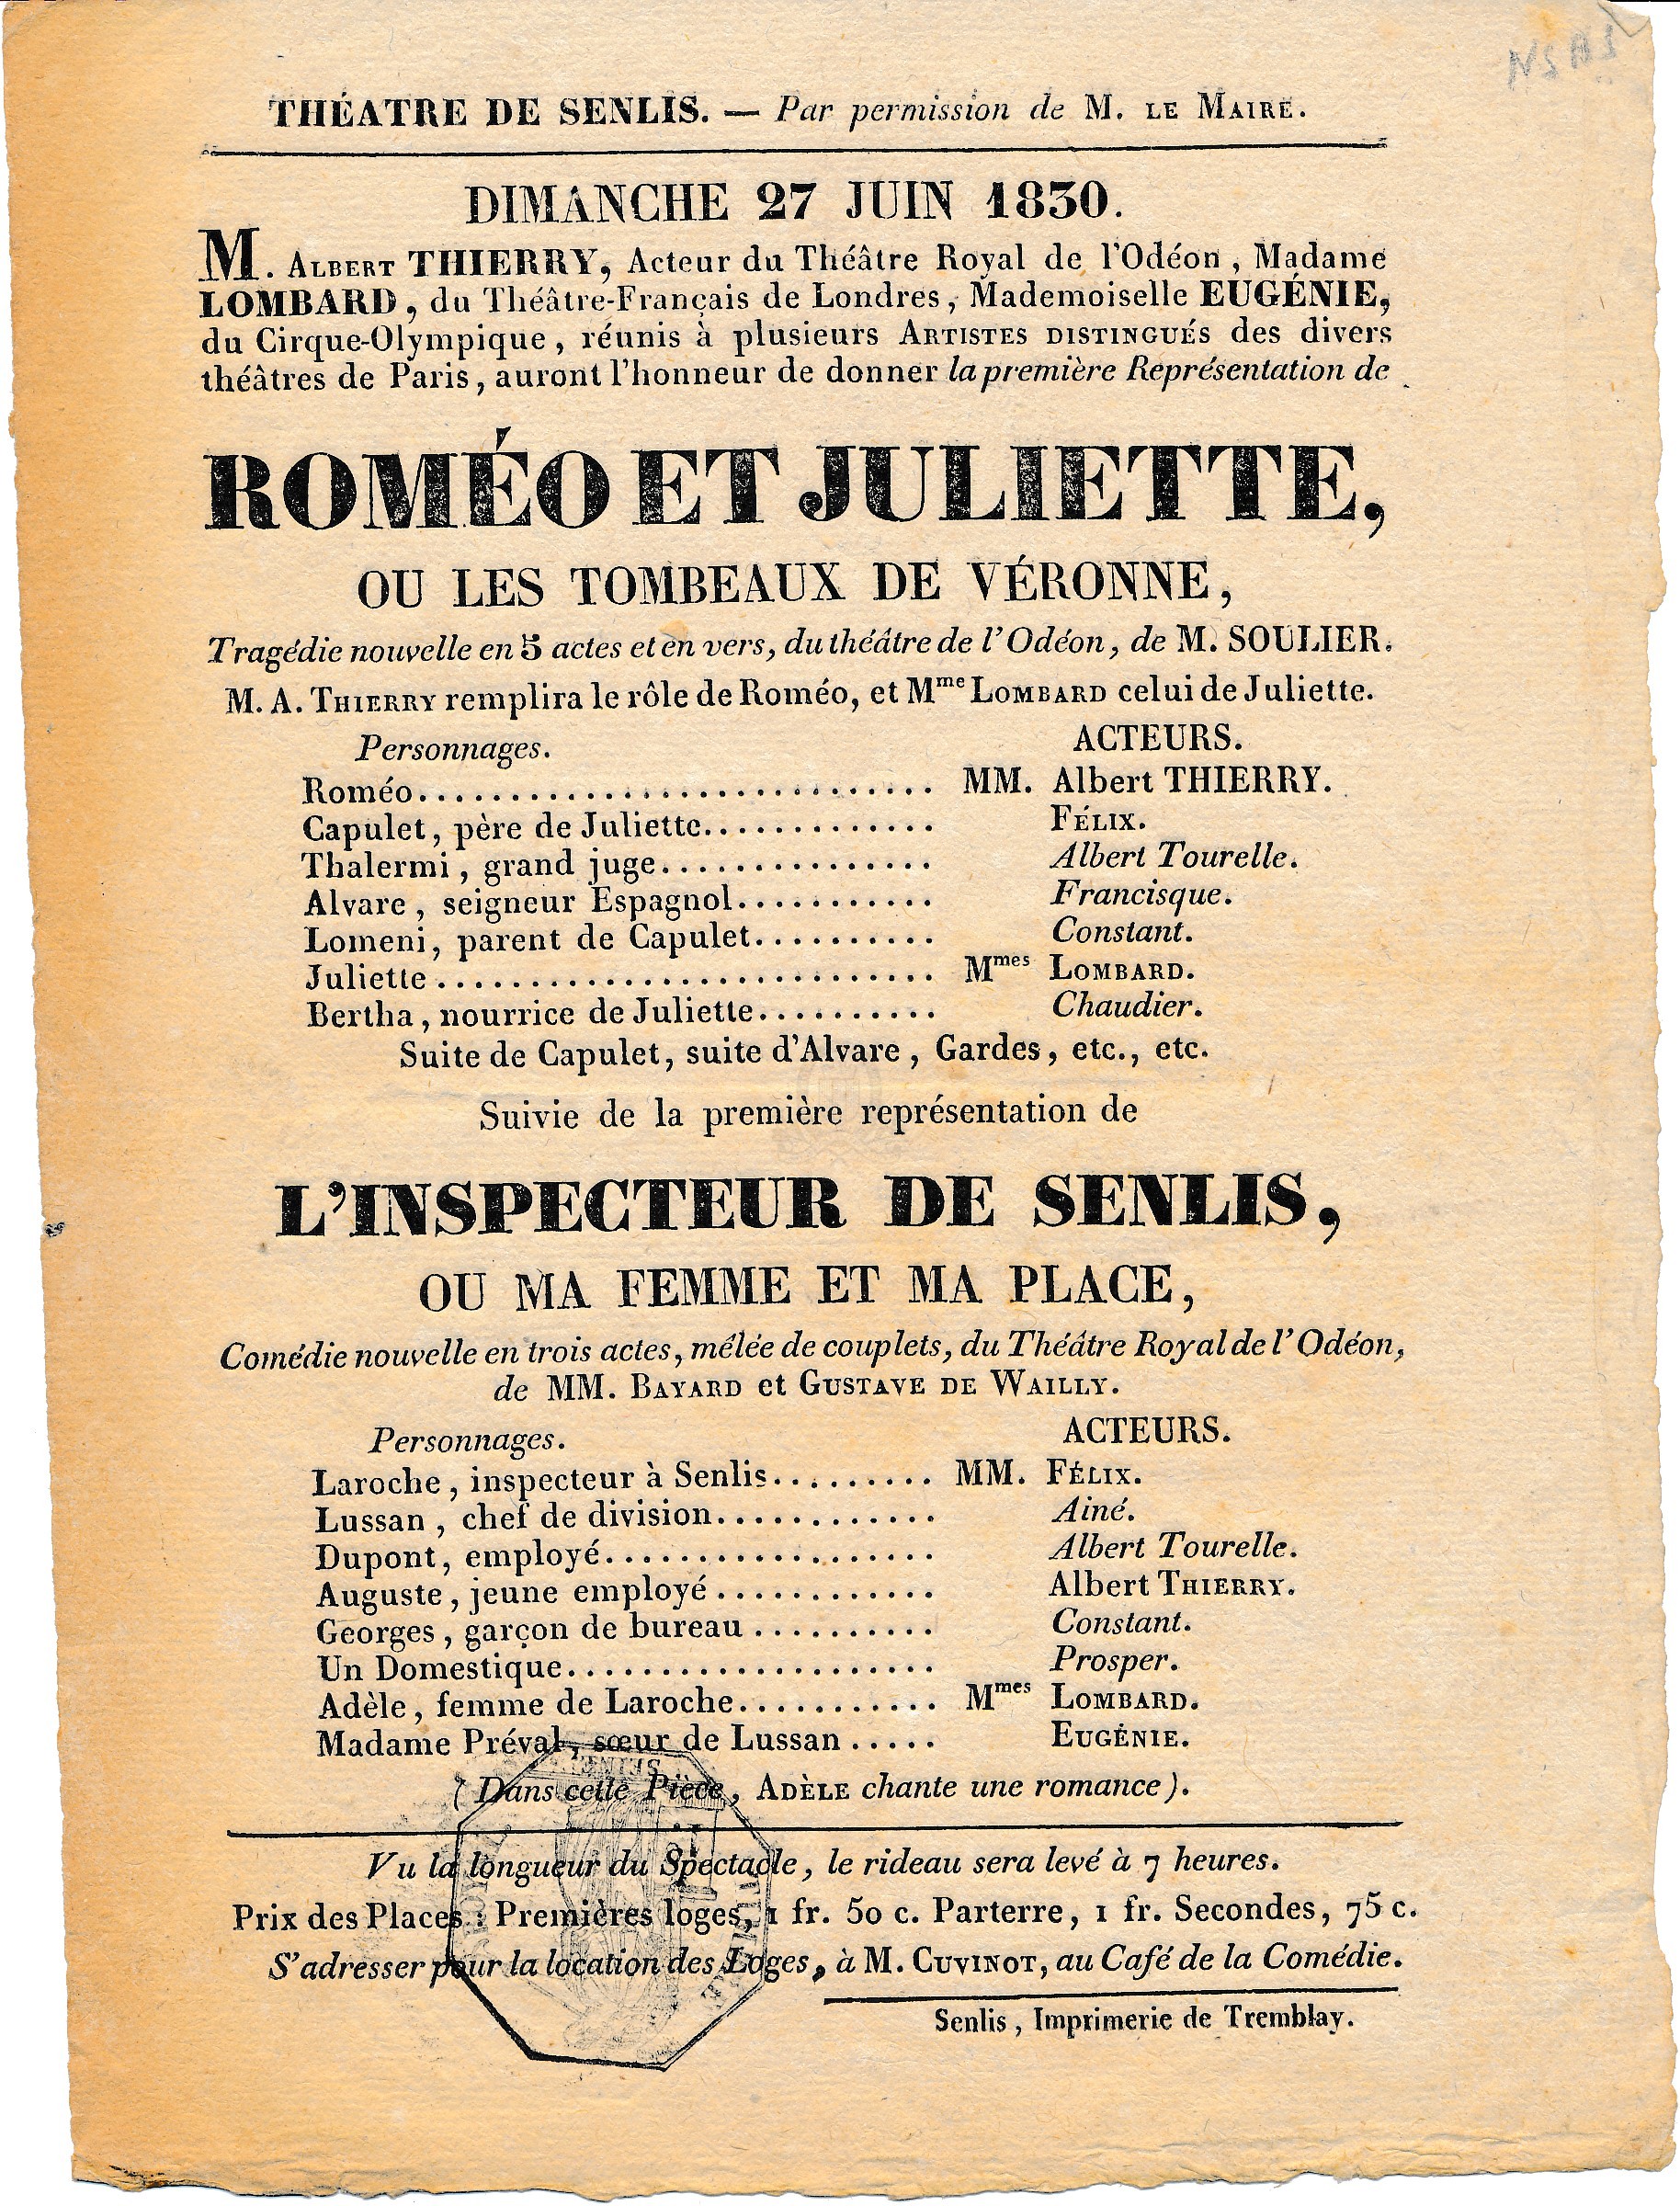 THÉATRE DE SENLIS. — Par permission de M. LE MAIRE.
DIMANCHE 27 JUIN 1830.
M. ALBERT THIERRY, Acteur du Théâtre Royal de l'Odéon, Madame
LOMBARD, du Théâtre-Français de Londres, Mademoiselle EUGÉNIE,
du Cirque-Olympique, réunis à plusieurs ARTISTES DISTINGUÉS des divers
théâtres de Paris, auront l'honneur de donner la première Représentation de
ROMÉO ET JULIETTE,
OU LES TOMBEAUX DE VÉRONNE,
Tragédie nouvelle en 5 actes et en vers, du théâtre de l'Odéon, de M. SOULIER.
M. A. THIERRY remplira le rôle de Roméo, et Mme LOMBARD celui de Juliette.
Personnages. ACTEURS.
Roméo............................ MM. Albert THIERRY.
Capulet, père de Juliette............. FÉLIX.
Thalermi, grand juge............... Albert Tourelle.
Alvare, seigneur Espagnol........... Francisque.
Lomeni, parent de Capulet.......... Constant.
Juliette........................... Mmes LOMBARD.
Bertha, nourrice de Juliette.......... Chaudier.
Suite de Capulet, suite d'Alvare, Gardes, etc., etc.
Suivie de la première représentation de
L'INSPECTEUR DE SENLIS,
OU MA FEMME ET MA PLACE,
Comédie nouvelle en trois actes, mêlée de couplets, du Théâtre Royal de l'Odéon,
de MM. BAYARD et GUSTAVE DE WAILLY.
Personnages. ACTEURS.
Laroche, inspecteur à Senlis......... MM. FÉLIX.
Lussan, chef de division............ Ainé.
Dupont, employé.................. Albert Tourelle.
Auguste, jeune employé............ Albert THIERRY.
Georges, garçon de bureau.......... Constant.
Un Domestique.................... Prosper.
Adèle, femme de Laroche........... Mmes LOMBARD.
Madame Préval, sœur de Lussan..... EUGÉNIE.
(Dans cette Pièce, ADÈLE chante une romance).
Vu la longueur du Spectacle, le rideau sera levé à 7 heures.
Prix des Places : Premières loges, 1 fr. 50 c. Parterre, 1 fr. Secondes, 75 c.
S'adresser pour la location des Loges, à M. CUVINOT, au Café de la Comédie.
Senlis, Imprimerie de Tremblay.